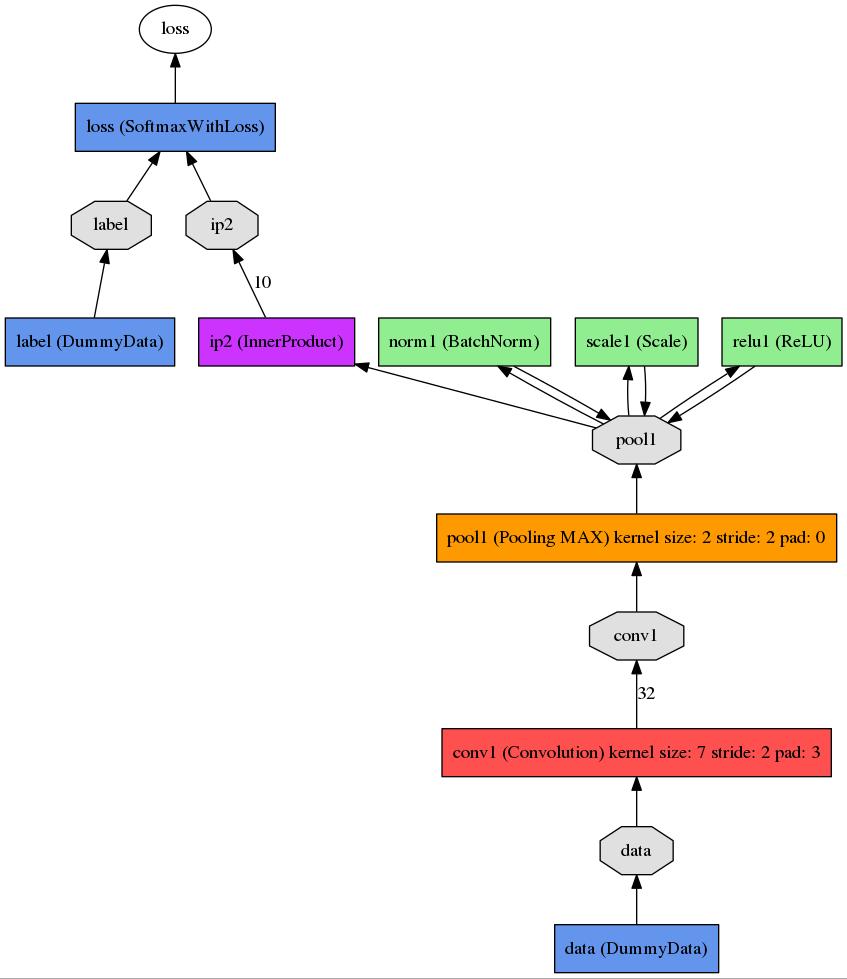 loss
loss (SoftmaxWithLoss)
label
ip2
10
label (DummyData)
ip2 (InnerProduct)
norm1 (BatchNorm)
scale1 (Scale)
relu1 (ReLU)
pool1
pool1 (Pooling MAX) kernel size: 2 stride: 2 pad: 0
conv1
32
conv1 (Convolution) kernel size: 7 stride: 2 pad: 3
data
data (DummyData)